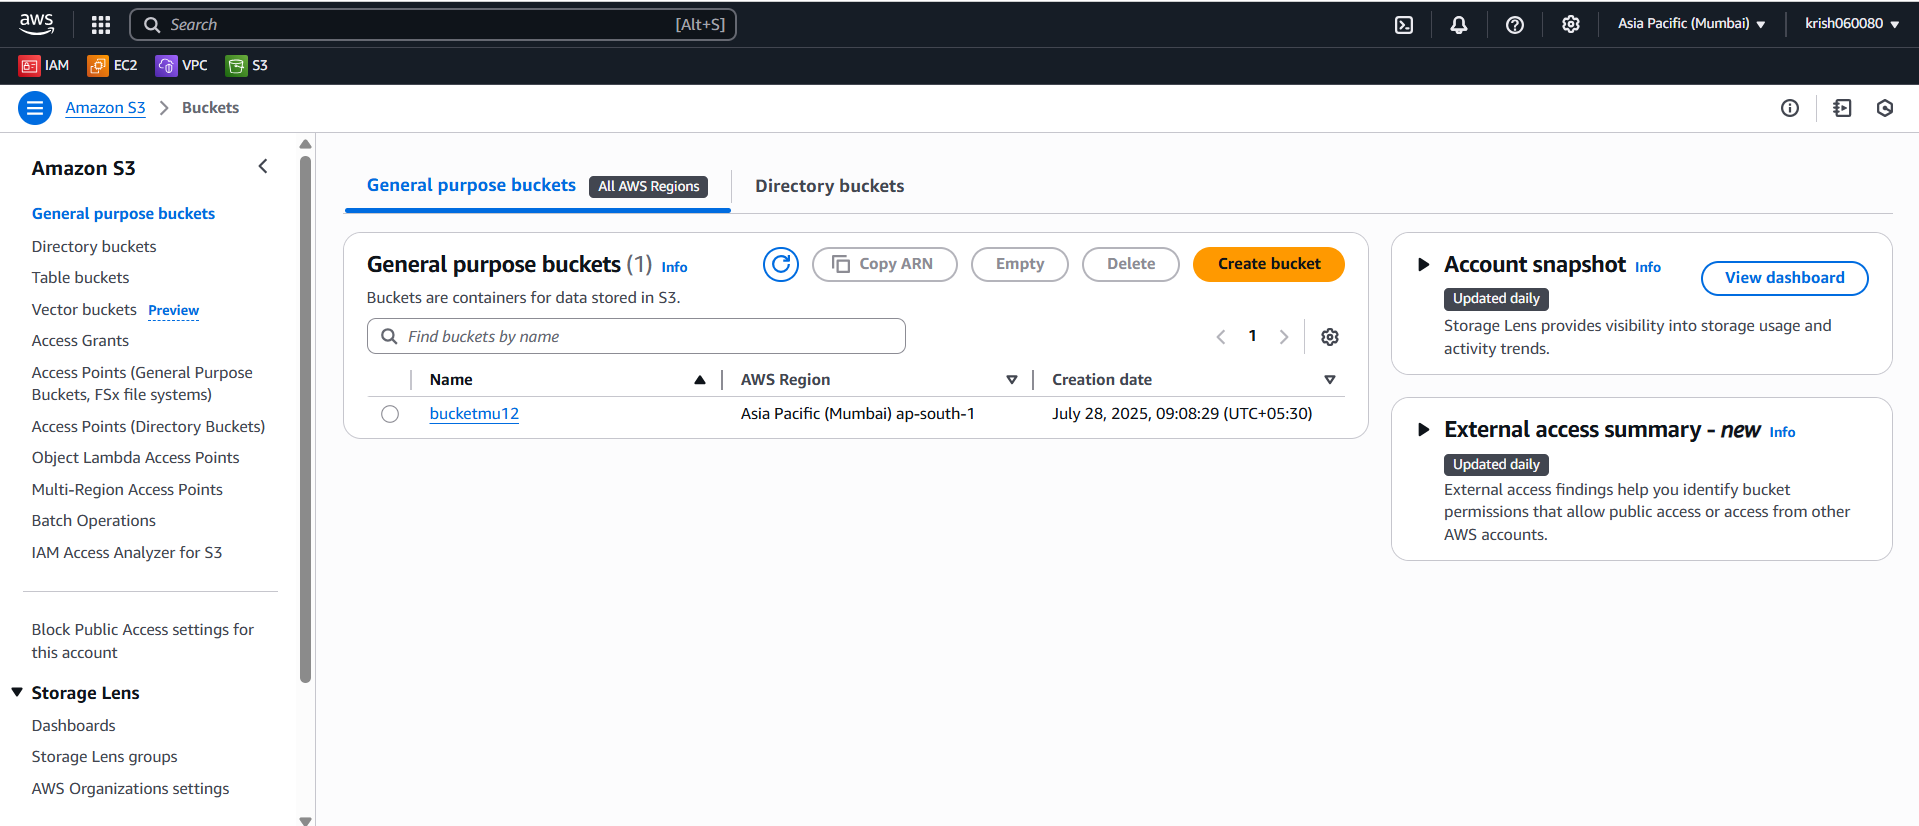 aws
Search [Alt+S]
Asia Pacific (Mumbai)
krish060080
IAM
EC2
VPC
S3
Amazon S3
Buckets
Amazon S3
General purpose buckets
Directory buckets
Table buckets
Vector buckets Preview
Access Grants
Access Points (General Purpose
Buckets, FSx file systems)
Access Points (Directory Buckets)
Object Lambda Access Points
Multi-Region Access Points
Batch Operations
IAM Access Analyzer for S3
Block Public Access settings for
this account
Storage Lens
Dashboards
Storage Lens groups
AWS Organizations settings
General purpose buckets All AWS Regions
Directory buckets
General purpose buckets (1) Info
Copy ARN
Empty
Delete
Create bucket
Buckets are containers for data stored in S3.
Find buckets by name
1
Name
AWS Region
Creation date
bucketmu12
Asia Pacific (Mumbai) ap-south-1
July 28, 2025, 09:08:29 (UTC+05:30)
Account snapshot Info
View dashboard
Updated daily
Storage Lens provides visibility into storage usage and
activity trends.
External access summary - new Info
Updated daily
External access findings help you identify bucket
permissions that allow public access or access from other
AWS accounts.